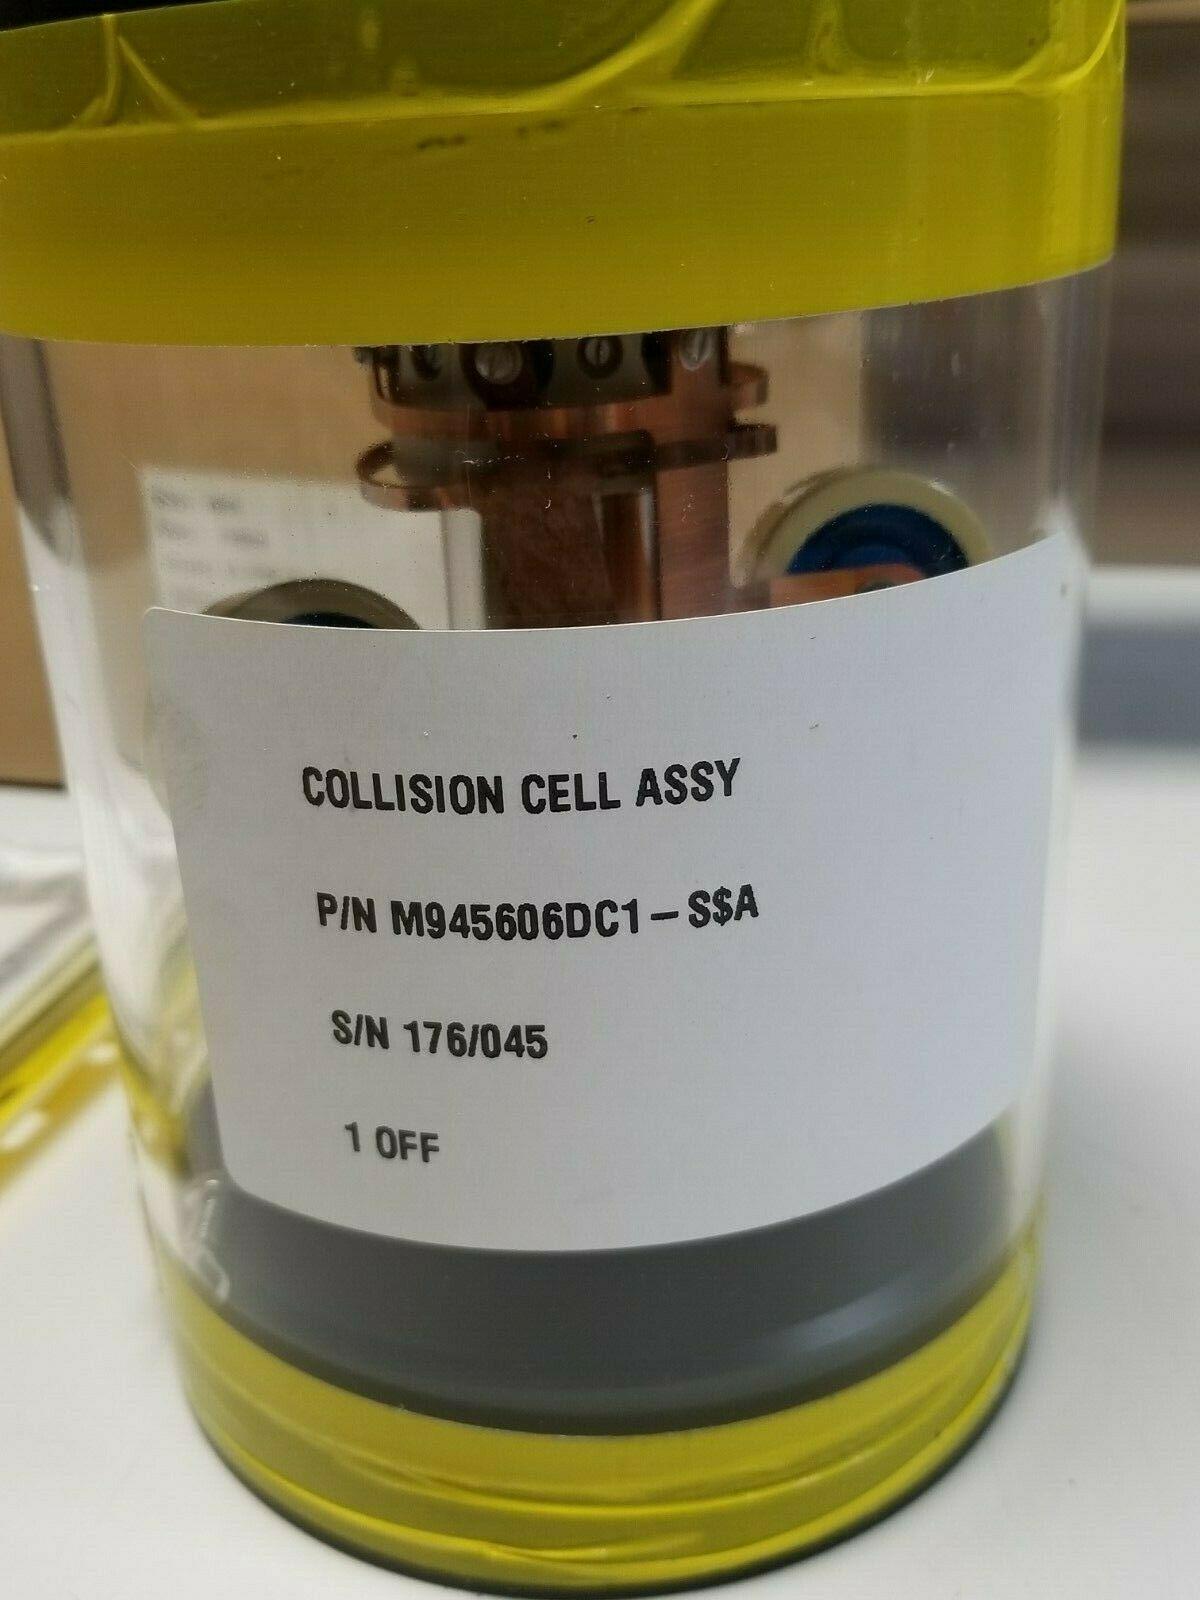 COLLISION CELL ASSY
P/N M945606DC1-S$A
S/N 176/045
1 OFF